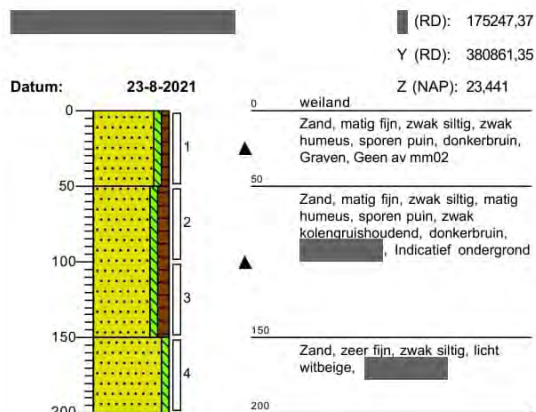 (RD): 175247,37
Y (RD): 380861,35
Datum: 23-8-2021 Z (NAP): 23,441
0 0 weiland
Zand, matig fijn, zwak siltig, zwak
humeus, sporen puin, donkerbruin,
Graven, Geen av mm02
1
50 50
Zand, matig fijn, zwak siltig, matig
humeus, sporen puin, zwak
kolengruishoudend, donkerbruin,
, Indicatief ondergrond
2
100
3
150 150
Zand, zeer fijn, zwak siltig, licht
witbeige,
4
200 200